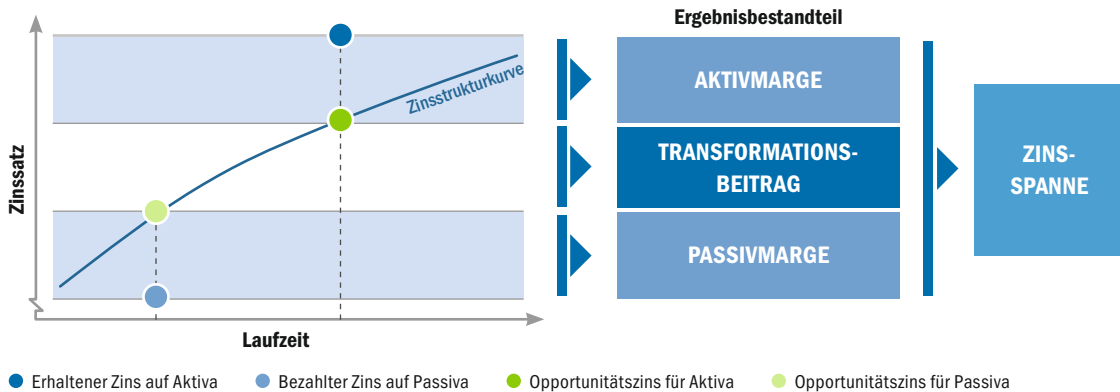 Ergebnisbestandteil
Zinssatz
Zinsstrukturkurve
AKTIVMARGE
TRANSFORMATIONS-
BEITRAG
PASSIVMARGE
ZINS-
SPANNE
Laufzeit
Erhaltener Zins auf Aktiva
Bezahlter Zins auf Passiva
Opportunitätszins für Aktiva
Opportunitätszins für Passiva